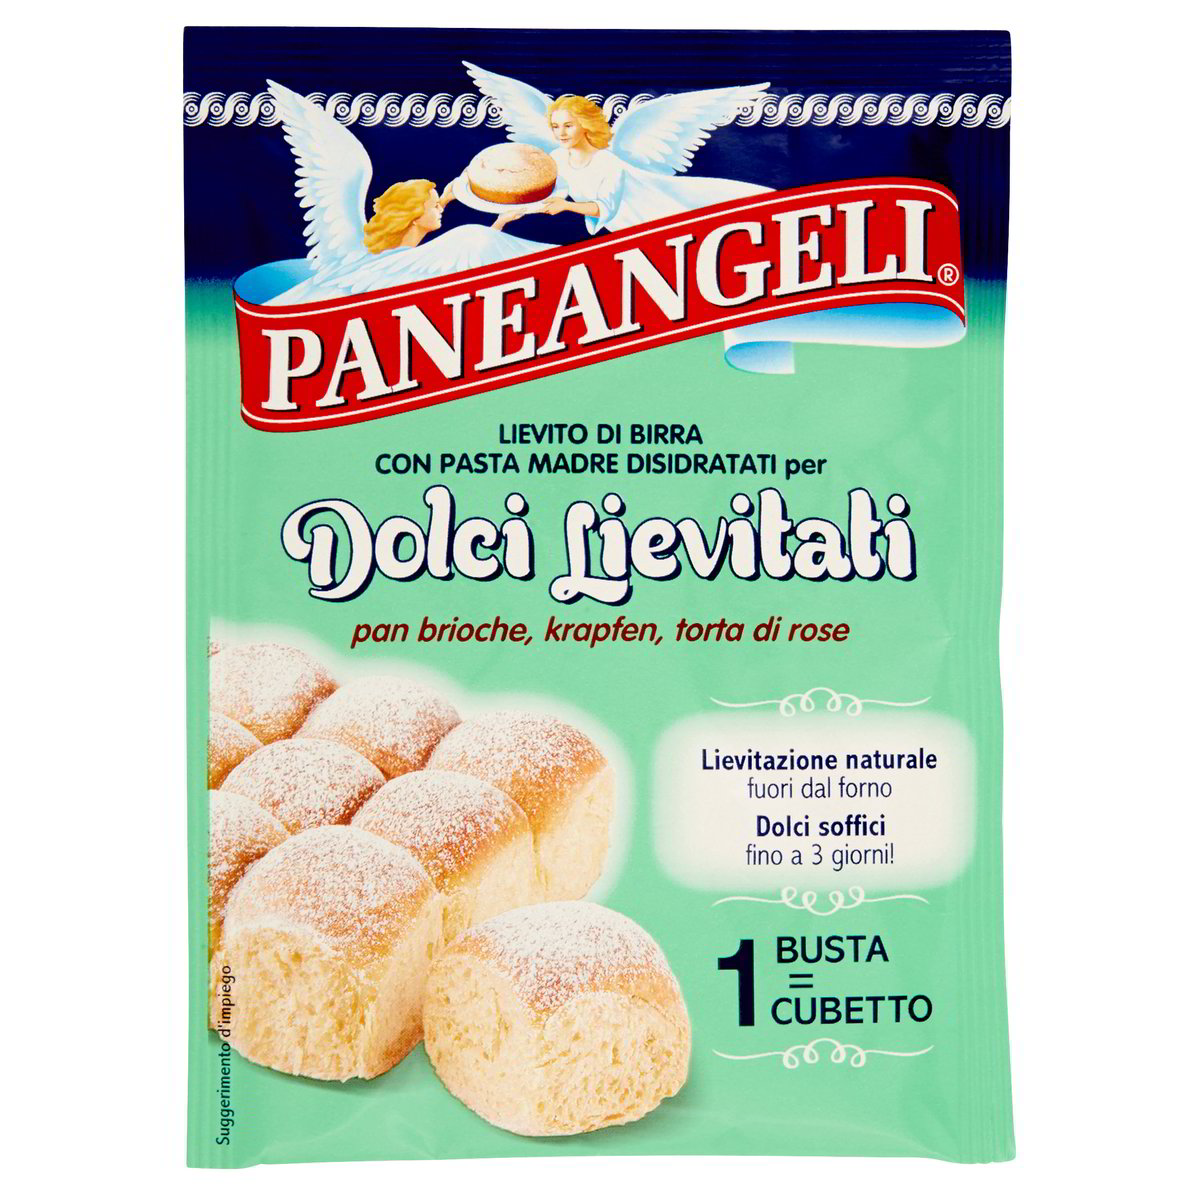 PANEANGELI®
LIEVITO DI BIRRA
CON PASTA MADRE DISIDRATATI per
Dolci Lievitati
pan brioche, krapfen, torta di rose
Lievitazione naturale
fuori dal forno
Dolci soffici
fino a 3 giorni!
1 BUSTA
=
CUBETTO
Suggerimento d'impiego